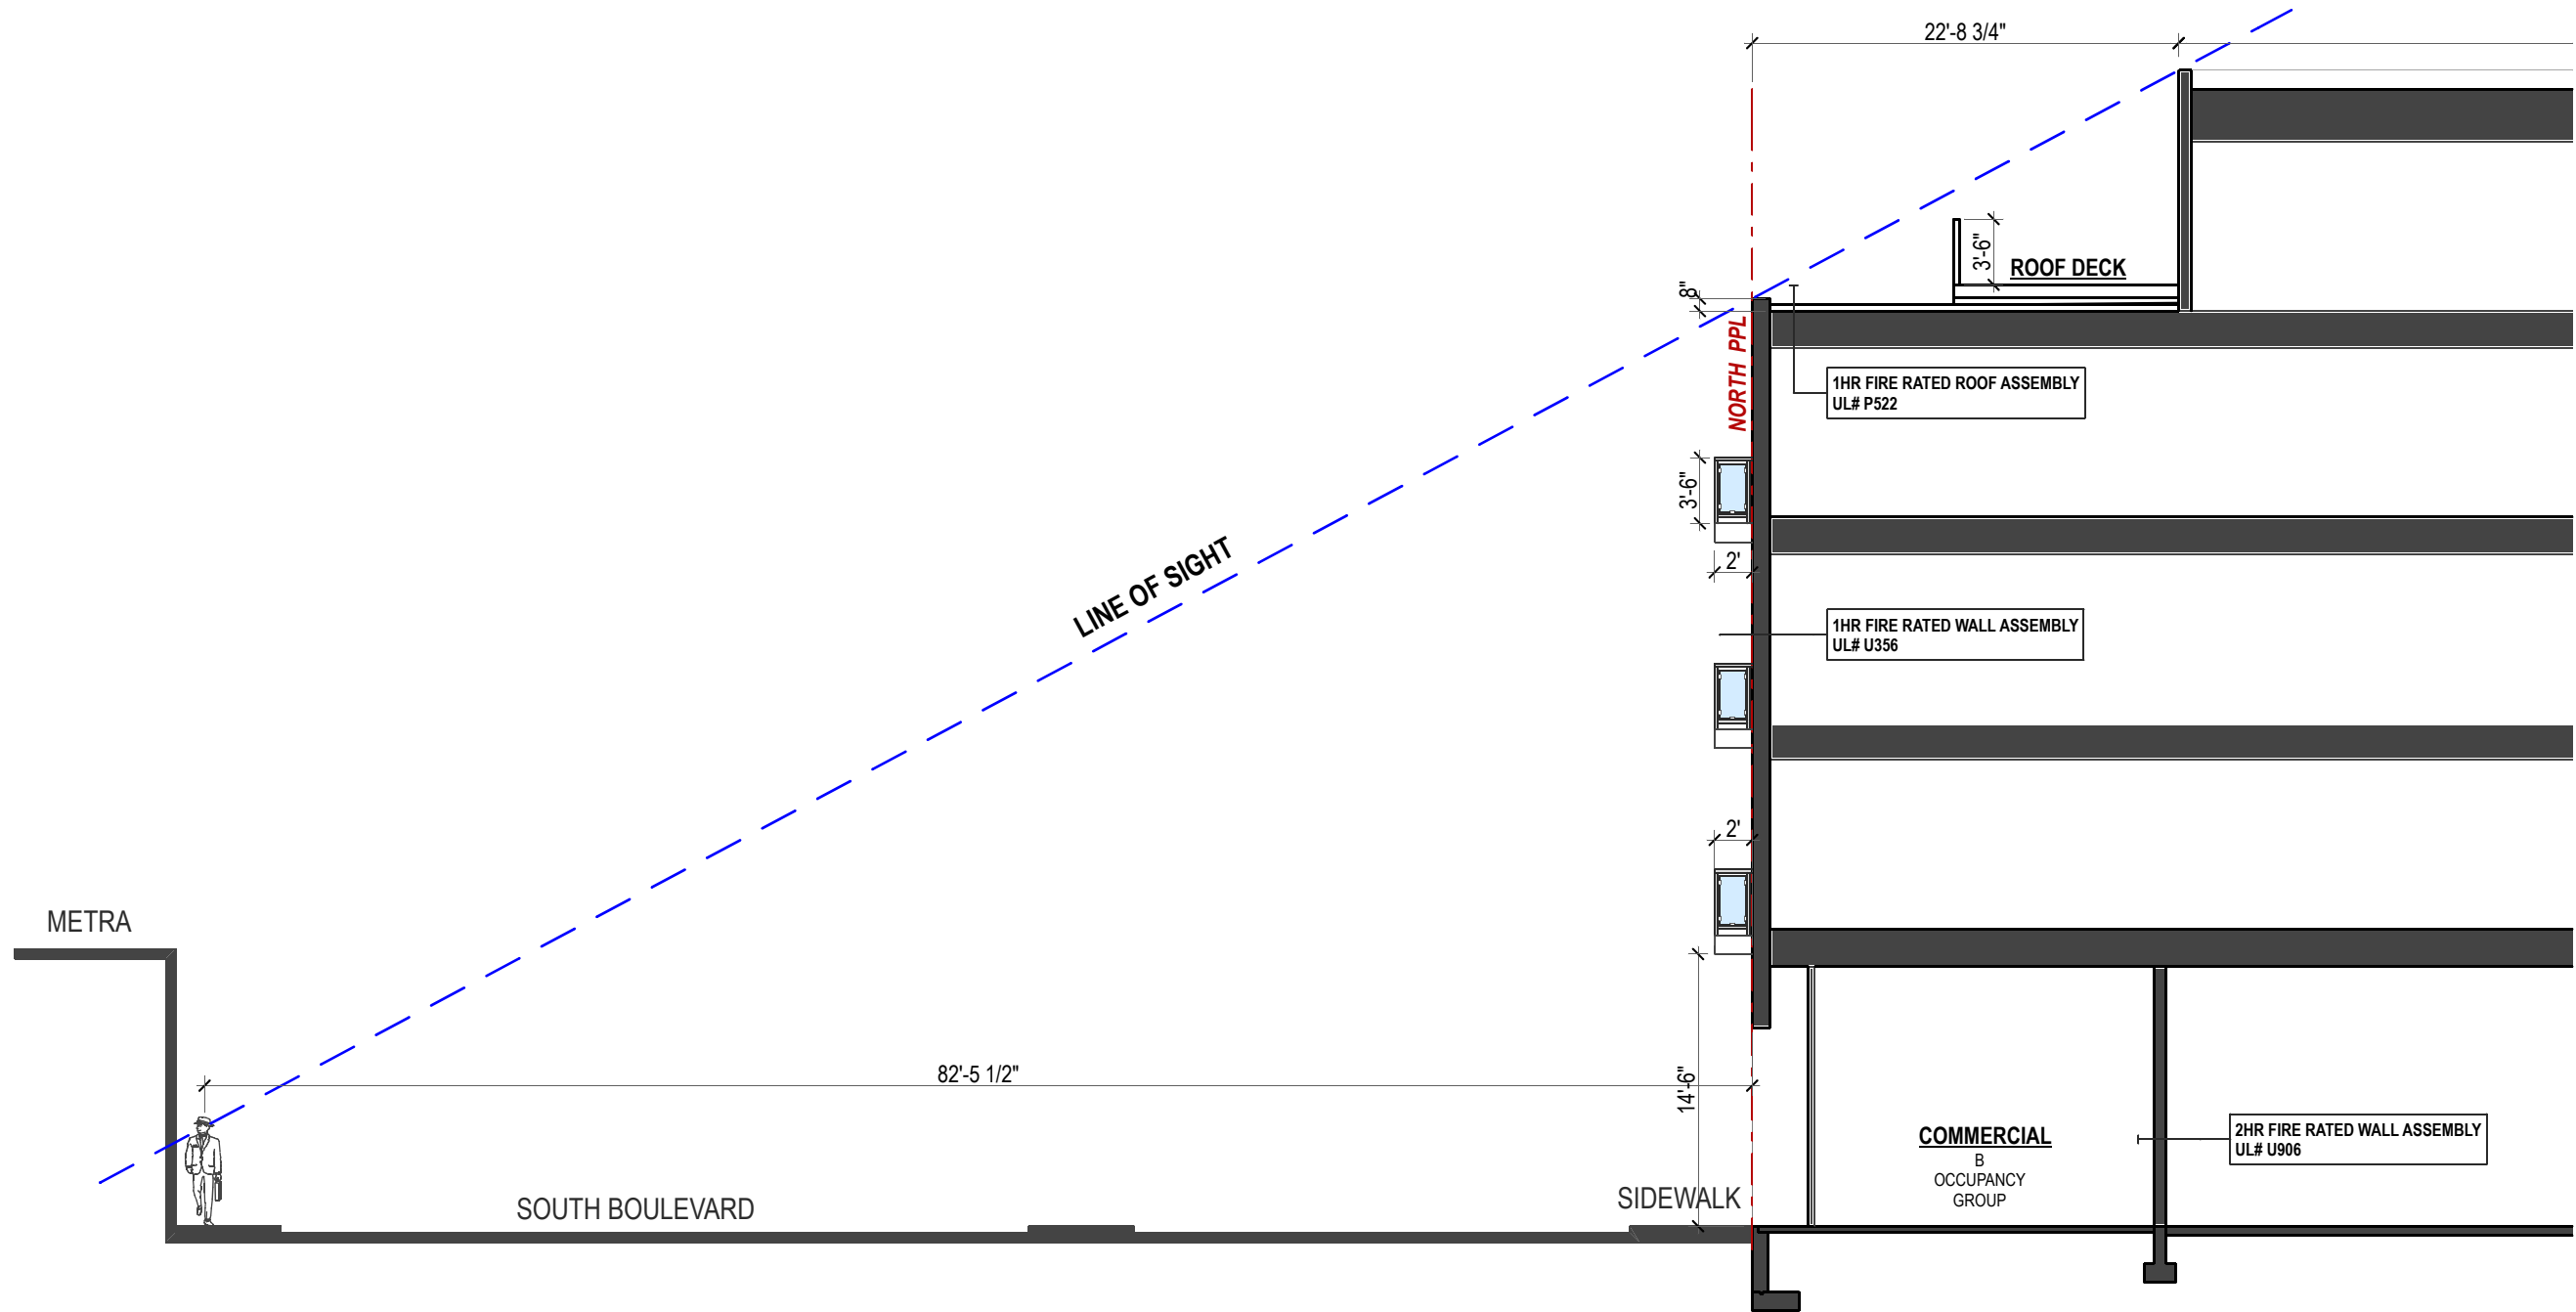 22'-8 3/4"
3'-6"
ROOF DECK
8"
NORTH PPL
1HR FIRE RATED ROOF ASSEMBLY
UL# P522
3'-6"
2'
LINE OF SIGHT
1HR FIRE RATED WALL ASSEMBLY
UL# U356
2'
METRA
82'-5 1/2"
14'-6"
COMMERCIAL
B
OCCUPANCY
GROUP
2HR FIRE RATED WALL ASSEMBLY
UL# U906
SOUTH BOULEVARD
SIDEWALK